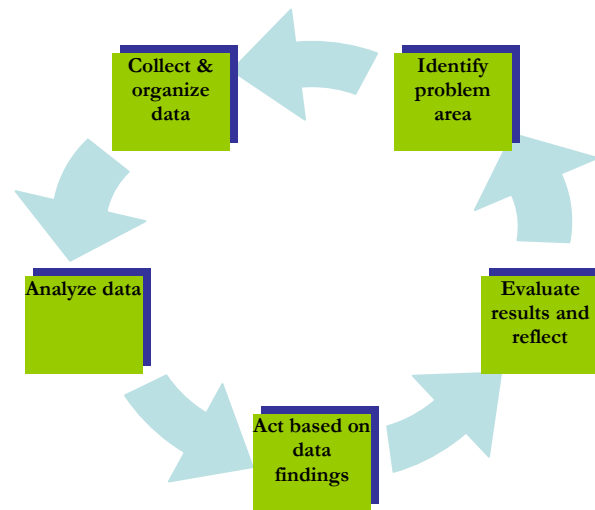 Collect &
organize
data
Identify
problem
area
Analyze data
Evaluate
results and
reflect
Act based on
data
findings